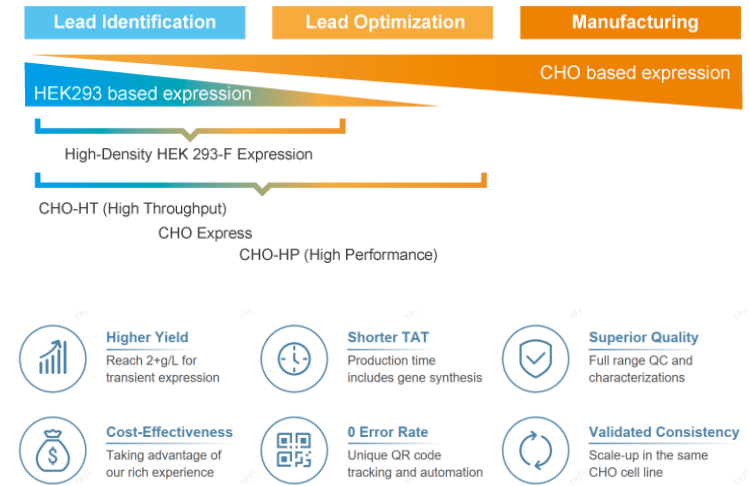 Lead Identification
Lead Optimization
Manufacturing
CHO based expression
HEK293 based expression
High-Density HEK 293-F Expression
CHO-HT (High Throughput)
CHO Express
CHO-HP (High Performance)
Higher Yield
Reach 2+g/L for
transient expression
Shorter TAT
Production time
includes gene synthesis
Superior Quality
Full range QC and
characterizations
Cost-Effectiveness
Taking advantage of
our rich experience
0 Error Rate
Unique QR code
tracking and automation
Validated Consistency
Scale-up in the same
CHO cell line